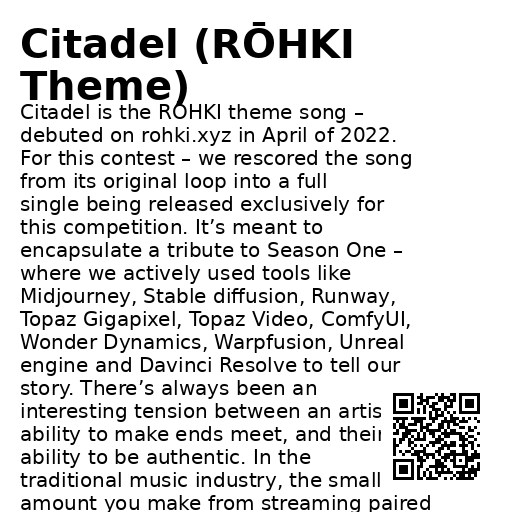 Citadel (RŌHKI
Theme)
Citadel is the RŌHKI theme song –
debuted on rohki.xyz in April of 2022.
For this contest – we rescored the song
from its original loop into a full
single being released exclusively for
this competition. It’s meant to
encapsulate a tribute to Season One –
where we actively used tools like
Midjourney, Stable diffusion, Runway,
Topaz Gigapixel, Topaz Video, ComfyUI,
Wonder Dynamics, Warpfusion, Unreal
engine and Davinci Resolve to tell our
story. There’s always been an
interesting tension between an artis
ability to make ends meet, and their
ability to be authentic. In the
traditional music industry, the small
amount you make from streaming paired